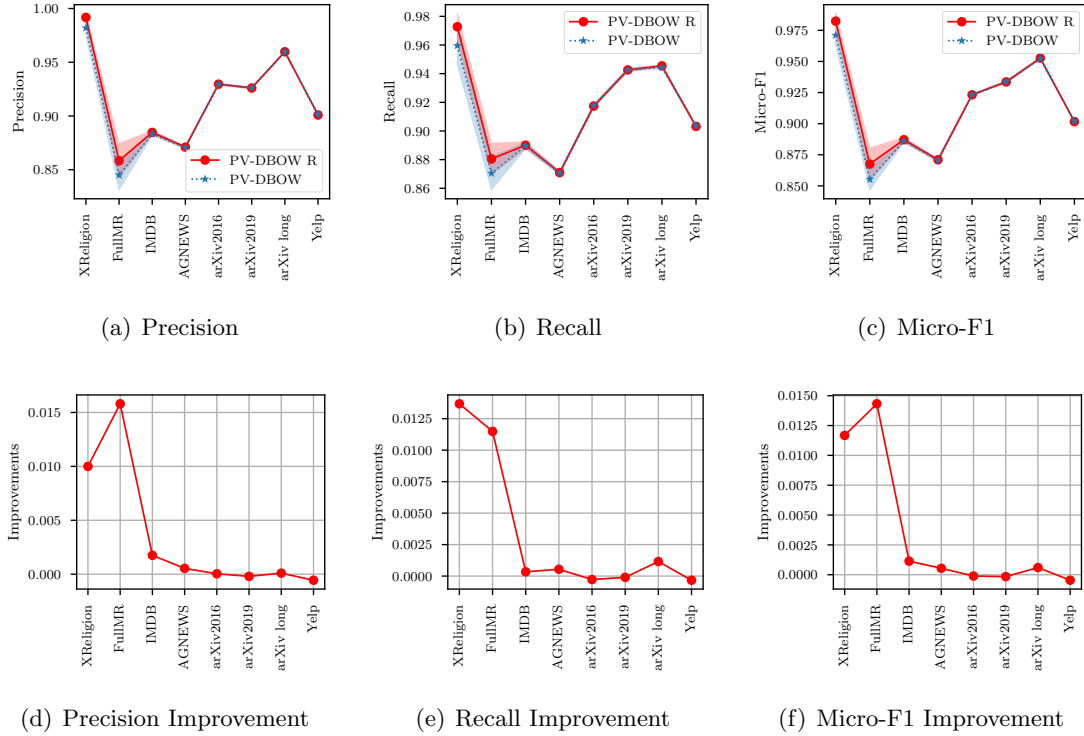 1.00
0.95
0.90
0.85
Precision
PV-DBOW R
PV-DBOW
XReligion
FullMR
IMDB
AGNEWS
arXiv2016
arXiv2019
arXiv long
Yelp
(a) Precision
0.98
0.96
0.94
0.92
0.90
0.88
0.86
Recall
PV-DBOW R
PV-DBOW
XReligion
FullMR
IMDB
AGNEWS
arXiv2016
arXiv2019
arXiv long
Yelp
(b) Recall
0.975
0.950
0.925
0.900
0.875
0.850
Micro-F1
PV-DBOW R
PV-DBOW
XReligion
FullMR
IMDB
AGNEWS
arXiv2016
arXiv2019
arXiv long
Yelp
(c) Micro-F1
0.015
0.010
0.005
0.000
Improvements
XReligion
FullMR
IMDB
AGNEWS
arXiv2016
arXiv2019
arXiv long
Yelp
(d) Precision Improvement
0.0125
0.0100
0.0075
0.0050
0.0025
0.0000
Improvements
XReligion
FullMR
IMDB
AGNEWS
arXiv2016
arXiv2019
arXiv long
Yelp
(e) Recall Improvement
0.0150
0.0125
0.0100
0.0075
0.0050
0.0025
0.0000
Improvements
XReligion
FullMR
IMDB
AGNEWS
arXiv2016
arXiv2019
arXiv long
Yelp
(f) Micro-F1 Improvement